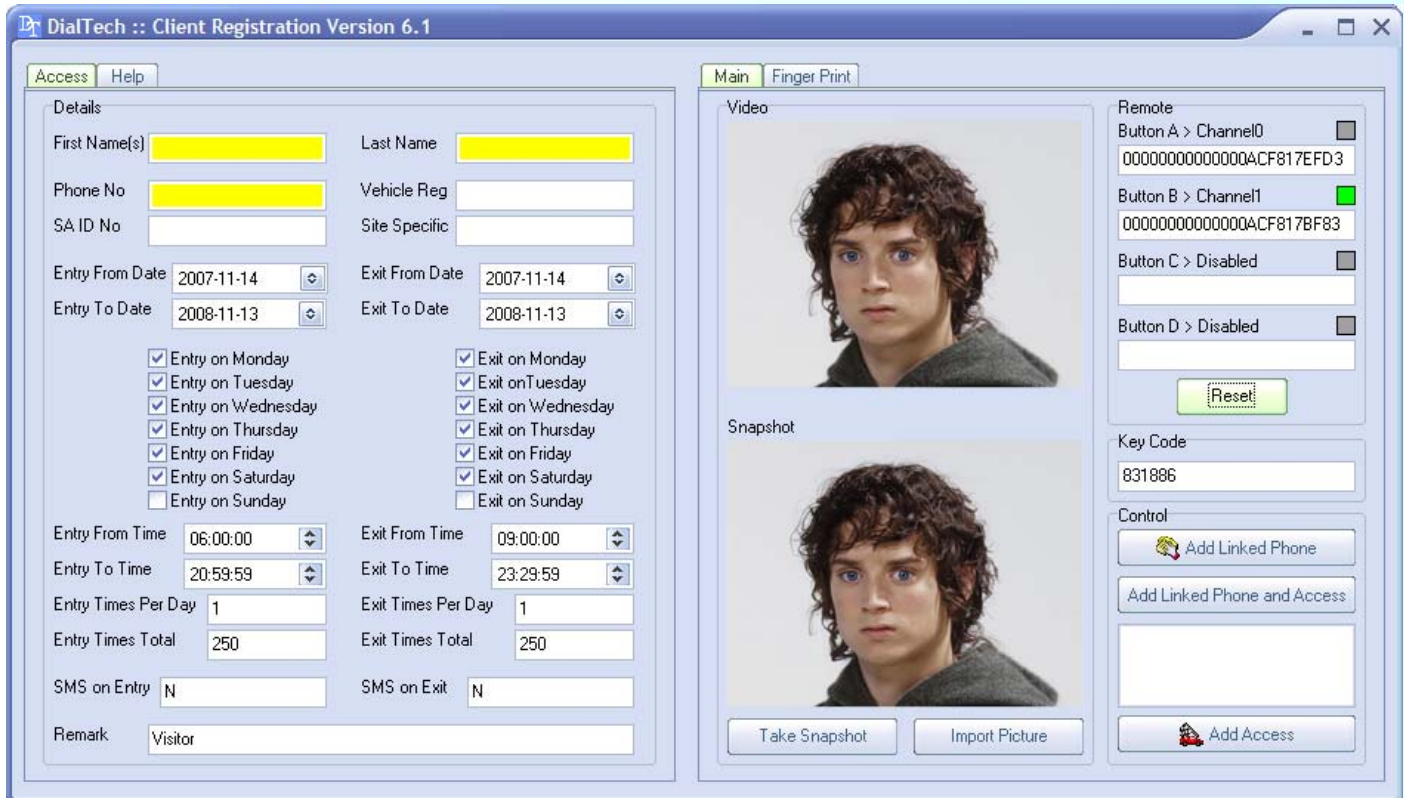 DT DialTech :: Client Registration Version 6.1
Access Help
Details
First Name(s)
Last Name
Phone No
Vehicle Reg
SA ID No
Site Specific
Entry From Date 2007-11-14
Exit From Date 2007-11-14
Entry To Date 2008-11-13
Exit To Date 2008-11-13
Entry on Monday
Exit on Monday
Entry on Tuesday
Exit onTuesday
Entry on Wednesday
Exit on Wednesday
Entry on Thursday
Exit on Thursday
Entry on Friday
Exit on Friday
Entry on Saturday
Exit on Saturday
Entry on Sunday
Exit on Sunday
Entry From Time 06:00:00
Exit From Time 09:00:00
Entry To Time 20:59:59
Exit To Time 23:29:59
Entry Times Per Day 1
Exit Times Per Day 1
Entry Times Total 250
Exit Times Total 250
SMS on Entry N
SMS on Exit N
Remark Visitor
Main Finger Print
Video
Snapshot
Take Snapshot
Import Picture
Remote
Button A > Channel0
00000000000000ACF817EFD3
Button B > Channel1
00000000000000ACF817BF83
Button C > Disabled
Button D > Disabled
Reset
Key Code
831886
Control
Add Linked Phone
Add Linked Phone and Access
Add Access